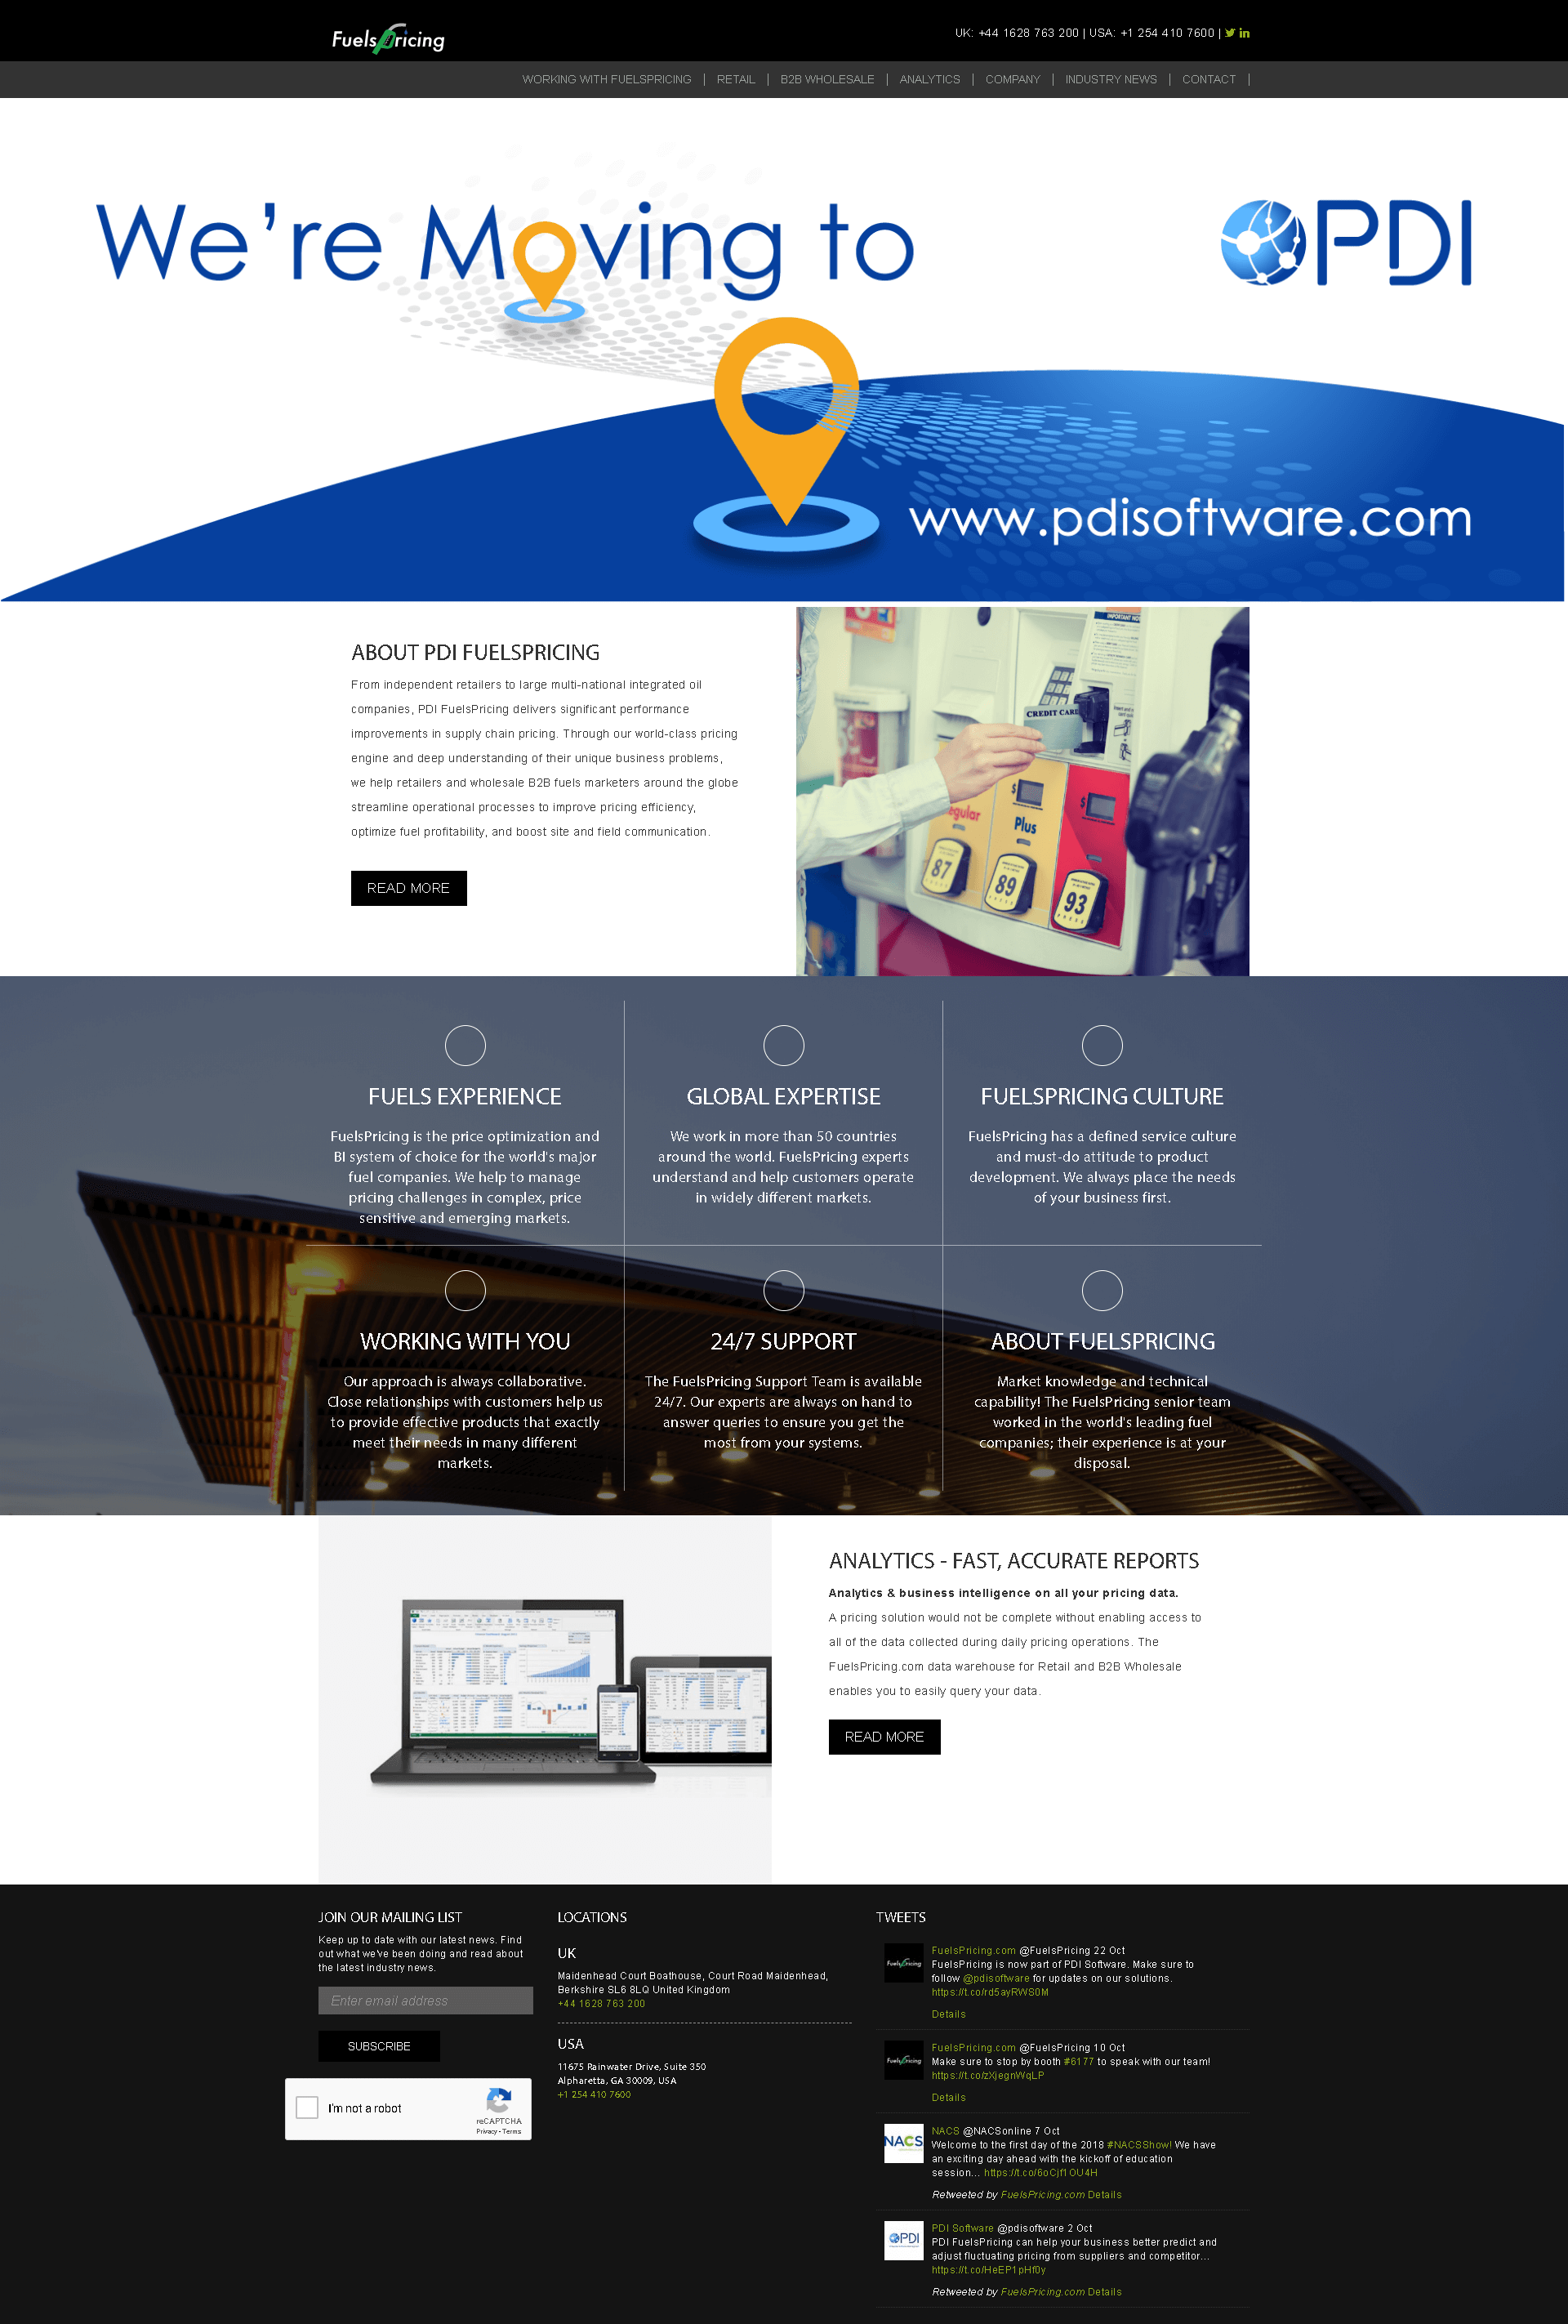 FuelsPricing
UK: +44 1628 763 200 | USA: +1 254 410 7600 |
WORKING WITH FUELSPRICING | RETAIL | B2B WHOLESALE | ANALYTICS | COMPANY | INDUSTRY NEWS | CONTACT |
We're Moving to
PDI
www.pdisoftware.com
ABOUT PDI FUELSPRICING
From independent retailers to large multi-national integrated oil
companies, PDI FuelsPricing delivers significant performance
improvements in supply chain pricing. Through our world-class pricing
engine and deep understanding of their unique business problems,
we help retailers and wholesale B2B fuels marketers around the globe
streamline operational processes to improve pricing efficiency,
optimize fuel profitability, and boost site and field communication.
READ MORE
IMPORTANT NO
CREDIT CARD
egular
Plus
$
$
87
89
93
FUELS EXPERIENCE
FuelsPricing is the price optimization and
BI system of choice for the world's major
fuel companies. We help to manage
pricing challenges in complex, price
sensitive and emerging markets.
GLOBAL EXPERTISE
We work in more than 50 countries
around the world. FuelsPricing experts
understand and help customers operate
in widely different markets.
FUELSPRICING CULTURE
FuelsPricing has a defined service culture
and must-do attitude to product
development. We always place the needs
of your business first.
WORKING WITH YOU
Our approach is always collaborative.
Close relationships with customers help us
to provide effective products that exactly
meet their needs in many different
markets.
24/7 SUPPORT
The FuelsPricing Support Team is available
24/7. Our experts are always on hand to
answer queries to ensure you get the
most from your systems.
ABOUT FUELSPRICING
Market knowledge and technical
capability! The FuelsPricing senior team
worked in the world's leading fuel
companies; their experience is at your
disposal.
ANALYTICS - FAST, ACCURATE REPORTS
Analytics & business intelligence on all your pricing data.
A pricing solution would not be complete without enabling access to
all of the data collected during daily pricing operations. The
FuelsPricing.com data warehouse for Retail and B2B Wholesale
enables you to easily query your data.
READ MORE
JOIN OUR MAILING LIST
Keep up to date with our latest news. Find
out what we've been doing and read about
the latest industry news.
Enter email address
SUBSCRIBE
I'm not a robot
reCAPTCHA
Privacy - Terms
LOCATIONS
UK
Maidenhead Court Boathouse, Court Road Maidenhead,
Berkshire SL6 8LQ United Kingdom
+44 1628 763 200
USA
11675 Rainwater Drive, Suite 350
Alpharetta, GA 30009, USA
+1 254 410 7600
TWEETS
FuelsPricing
FuelsPricing.com @FuelsPricing 22 Oct
FuelsPricing is now part of PDI Software. Make sure to
follow @pdisoftware for updates on our solutions.
https://t.co/rd5ayRWS0M
Details
FuelsPricing
FuelsPricing.com @FuelsPricing 10 Oct
Make sure to stop by booth #6177 to speak with our team!
https://t.co/zXjegnWqLP
Details
NACS
NACS @NACSonline 7 Oct
Welcome to the first day of the 2018 #NACSShow! We have
an exciting day ahead with the kickoff of education
session… https://t.co/6oCjf1OU4H
Retweeted by FuelsPricing.com Details
PDI
PDI Software @pdisoftware 2 Oct
PDI FuelsPricing can help your business better predict and
adjust fluctuating pricing from suppliers and competitor…
https://t.co/HeEP1pHf0y
Retweeted by FuelsPricing.com Details